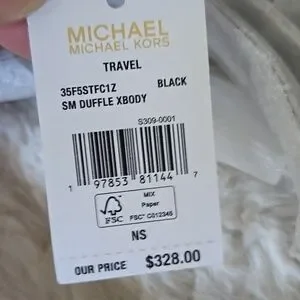 MICHAEL
MICHAEL KORS
TRAVEL
35F5STFC1Z BLACK
SM DUFFLE XBODY
S309-0001
1 97853 81144 7
FSC
MIX
Paper
FSC® C012345
NS
OUR PRICE $328.00